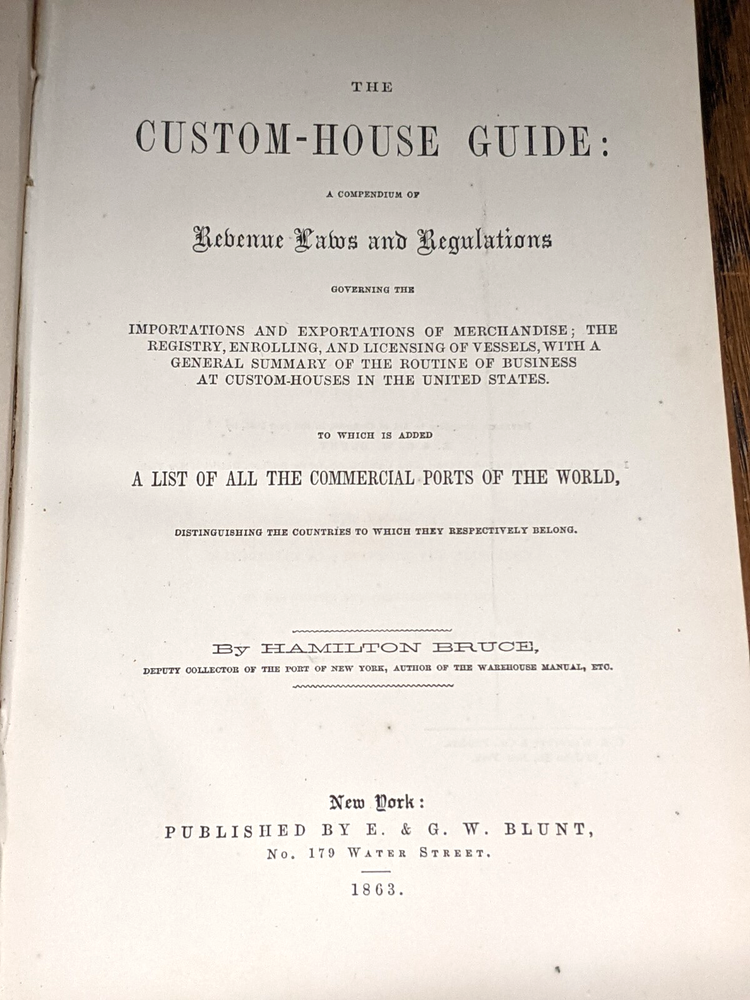 THE
CUSTOM-HOUSE GUIDE:
A COMPENDIUM OF
Revenue Laws and Regulations
GOVERNING THE
IMPORTATIONS AND EXPORTATIONS OF MERCHANDISE; THE
REGISTRY, ENROLLING, AND LICENSING OF VESSELS, WITH A
GENERAL SUMMARY OF THE ROUTINE OF BUSINESS
AT CUSTOM-HOUSES IN THE UNITED STATES.
TO WHICH IS ADDED
A LIST OF ALL THE COMMERCIAL PORTS OF THE WORLD,
DISTINGUISHING THE COUNTRIES TO WHICH THEY RESPECTIVELY BELONG.
By HAMILTON BRUCE,
DEPUTY COLLECTOR OF THE PORT OF NEW YORK, AUTHOR OF THE WAREHOUSE MANUAL, ETC.
New York:
PUBLISHED BY E. & G. W. BLUNT,
No. 179 WATER STREET.
1863.